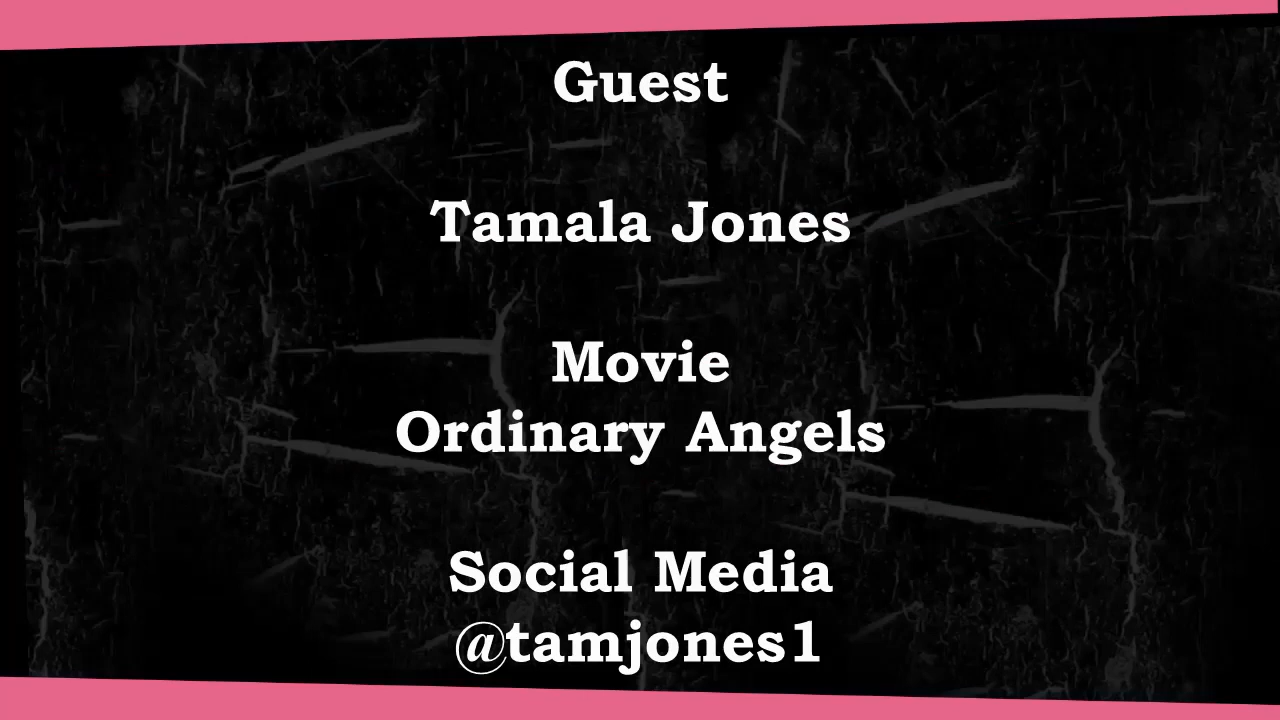 Guest
Tamala Jones
Movie
Ordinary Angels
Social Media
@tamjones1